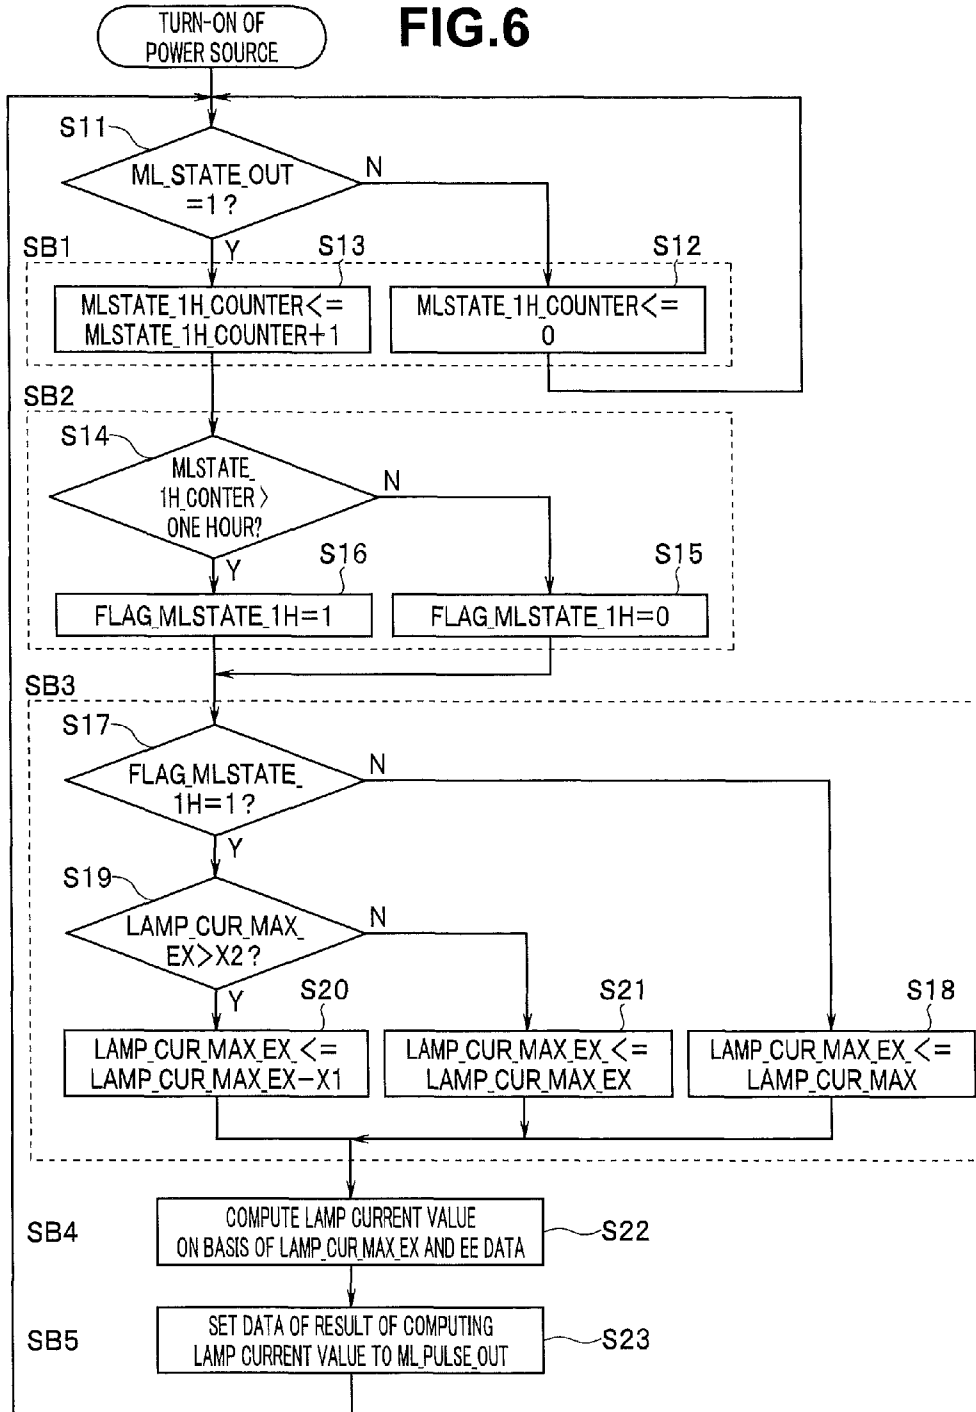 FIG.6
TURN-ON OF
POWER SOURCE
S11
ML_STATE_OUT
=1?
N
Y
SB1
S13
MLSTATE_1H_COUNTER<=
MLSTATE_1H_COUNTER+1
S12
MLSTATE_1H_COUNTER<=
0
SB2
S14
MLSTATE_
1H_CONTER>
ONE HOUR?
N
Y
S16
FLAG_MLSTATE_1H=1
S15
FLAG_MLSTATE_1H=0
SB3
S17
FLAG_MLSTATE_
1H=1?
N
Y
S19
LAMP_CUR_MAX_
EX>X2?
N
Y
S20
LAMP_CUR_MAX_EX_<=
LAMP_CUR_MAX_EX-X1
S21
LAMP_CUR_MAX_EX_<=
LAMP_CUR_MAX_EX
S18
LAMP_CUR_MAX_EX_<=
LAMP_CUR_MAX
SB4
COMPUTE LAMP CURRENT VALUE
ON BASIS OF LAMP_CUR_MAX_EX AND EE DATA
S22
SB5
SET DATA OF RESULT OF COMPUTING
LAMP CURRENT VALUE TO ML_PULSE_OUT
S23